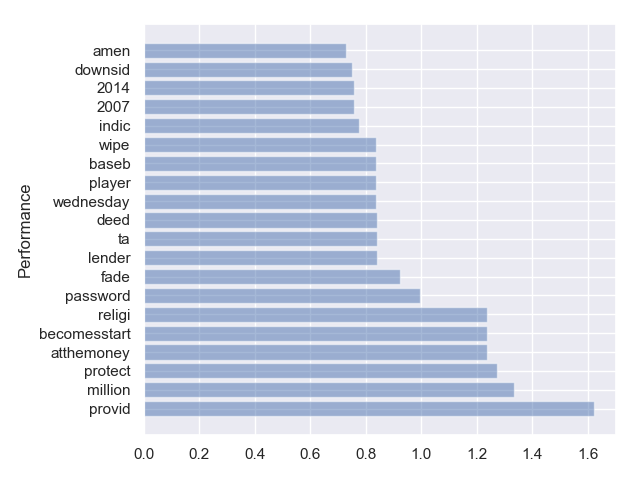 amen
downsid
2014
2007
indic
wipe
baseb
player
wednesday
deed
ta
lender
fade
password
religi
becomesstart
atthemoney
protect
million
provid
Performance
0.0 0.2 0.4 0.6 0.8 1.0 1.2 1.4 1.6